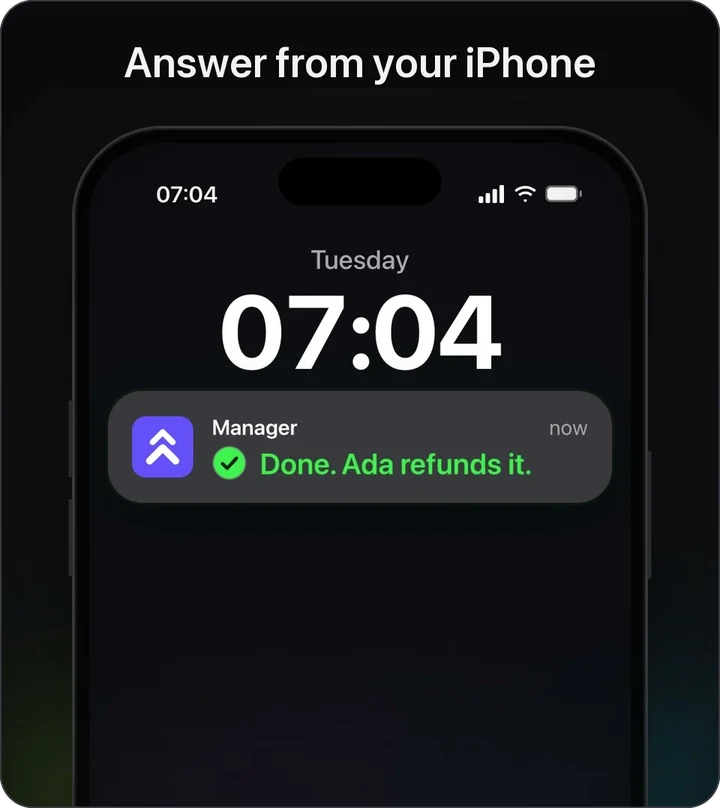 Answer from your iPhone
07:04
Tuesday
07:04
Manager now
Done. Ada refunds it.